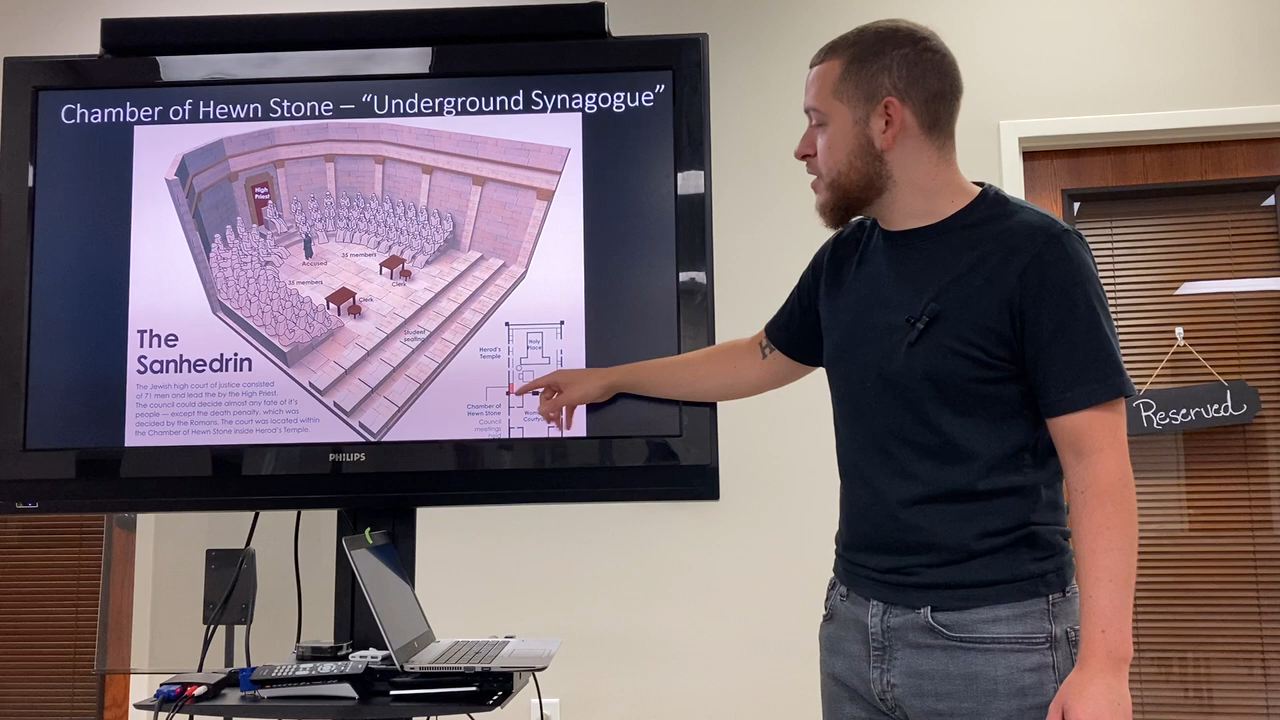 Chamber of Hewn Stone – “Underground Synagogue”
High
Priest
Accused
35 members
35 members
Clerk
Clerk
Student
seating
The
Sanhedrin
The Jewish high court of justice consisted
of 71 men and lead the by the High Priest.
The council could decide almost any fate of it's
people — except the death penalty, which was
decided by the Romans. The court was located within
the Chamber of Hewn Stone inside Herod's Temple.
Herod's
Temple
Holy
Place
Chamber of
Hewn Stone
Council
meetings
held
PHILIPS
Reserved